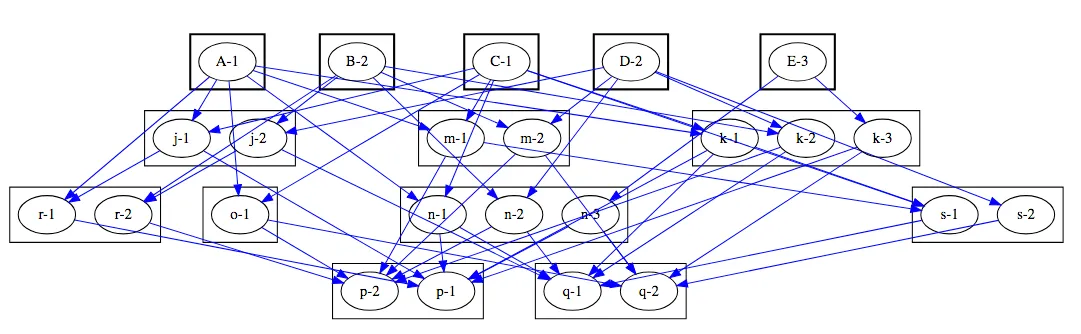 A-1 B-2 C-1 D-2 E-3
j-1 j-2 m-1 m-2 k-1 k-2 k-3
r-1 r-2 o-1 n-1 n-2 n-3 s-1 s-2
p-2 p-1 q-1 q-2